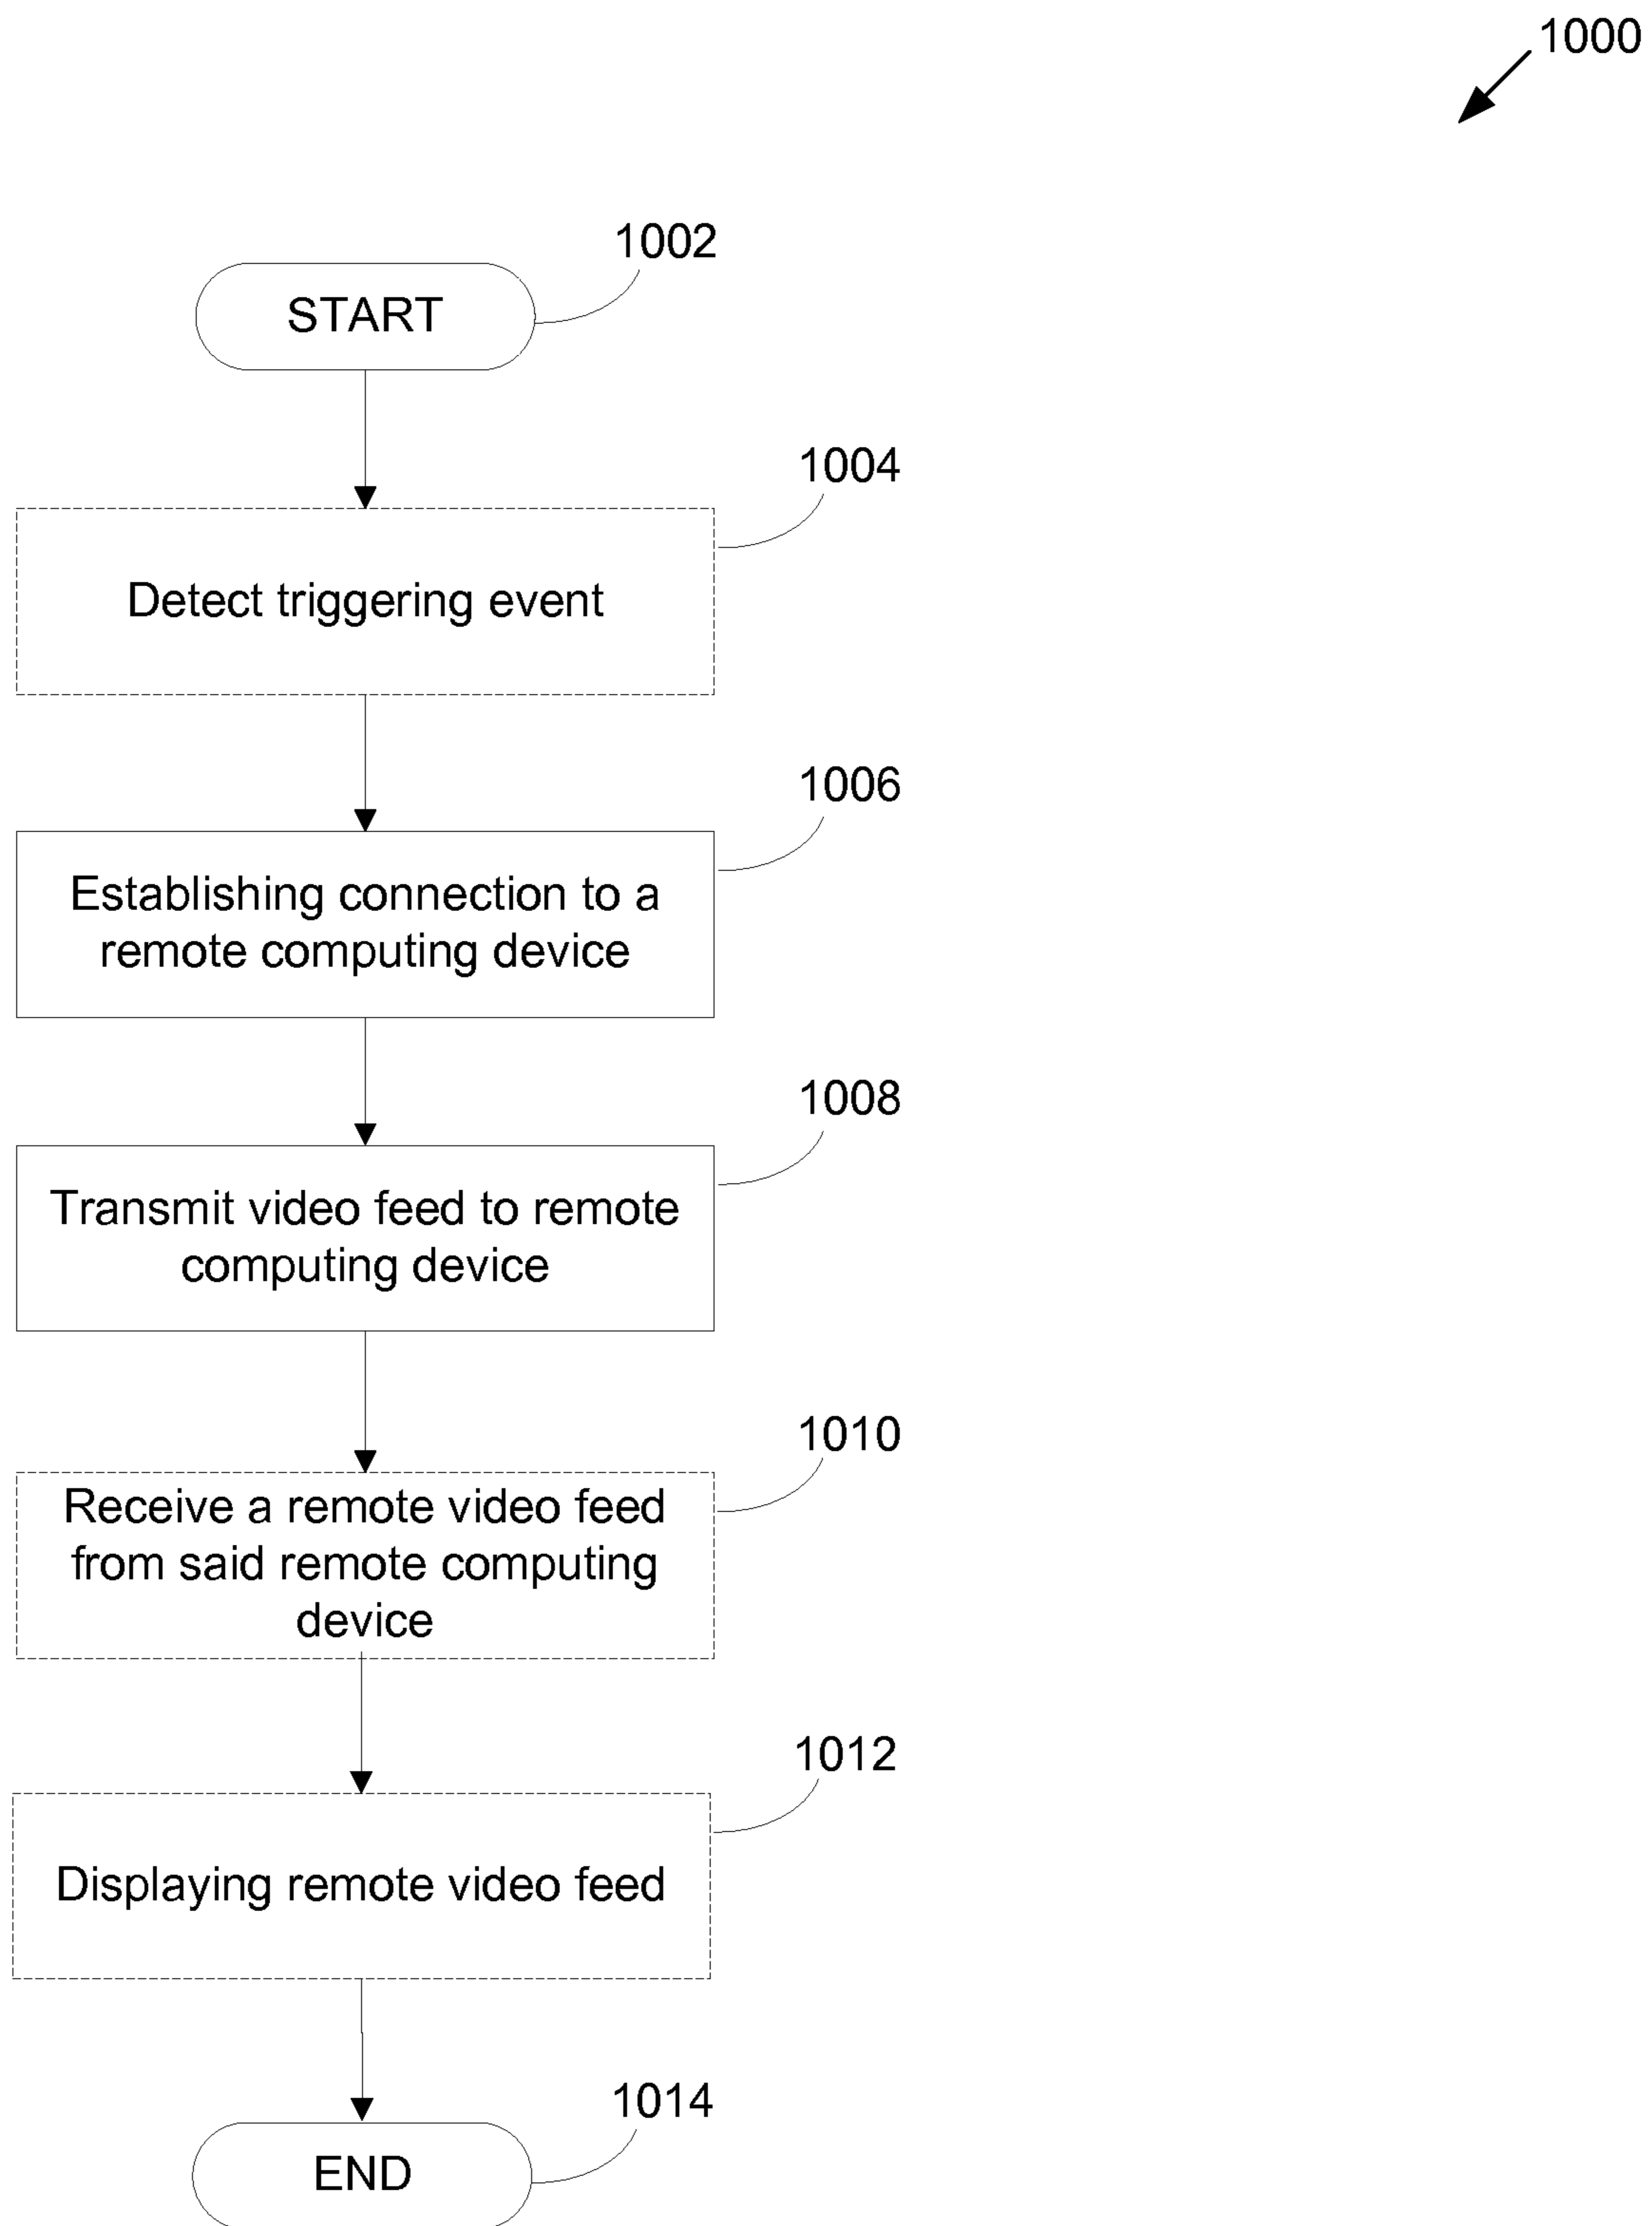 1000
1002
START
1004
Detect triggering event
1006
Establishing connection to a
remote computing device
1008
Transmit video feed to remote
computing device
1010
Receive a remote video feed
from said remote computing
device
1012
Displaying remote video feed
1014
END